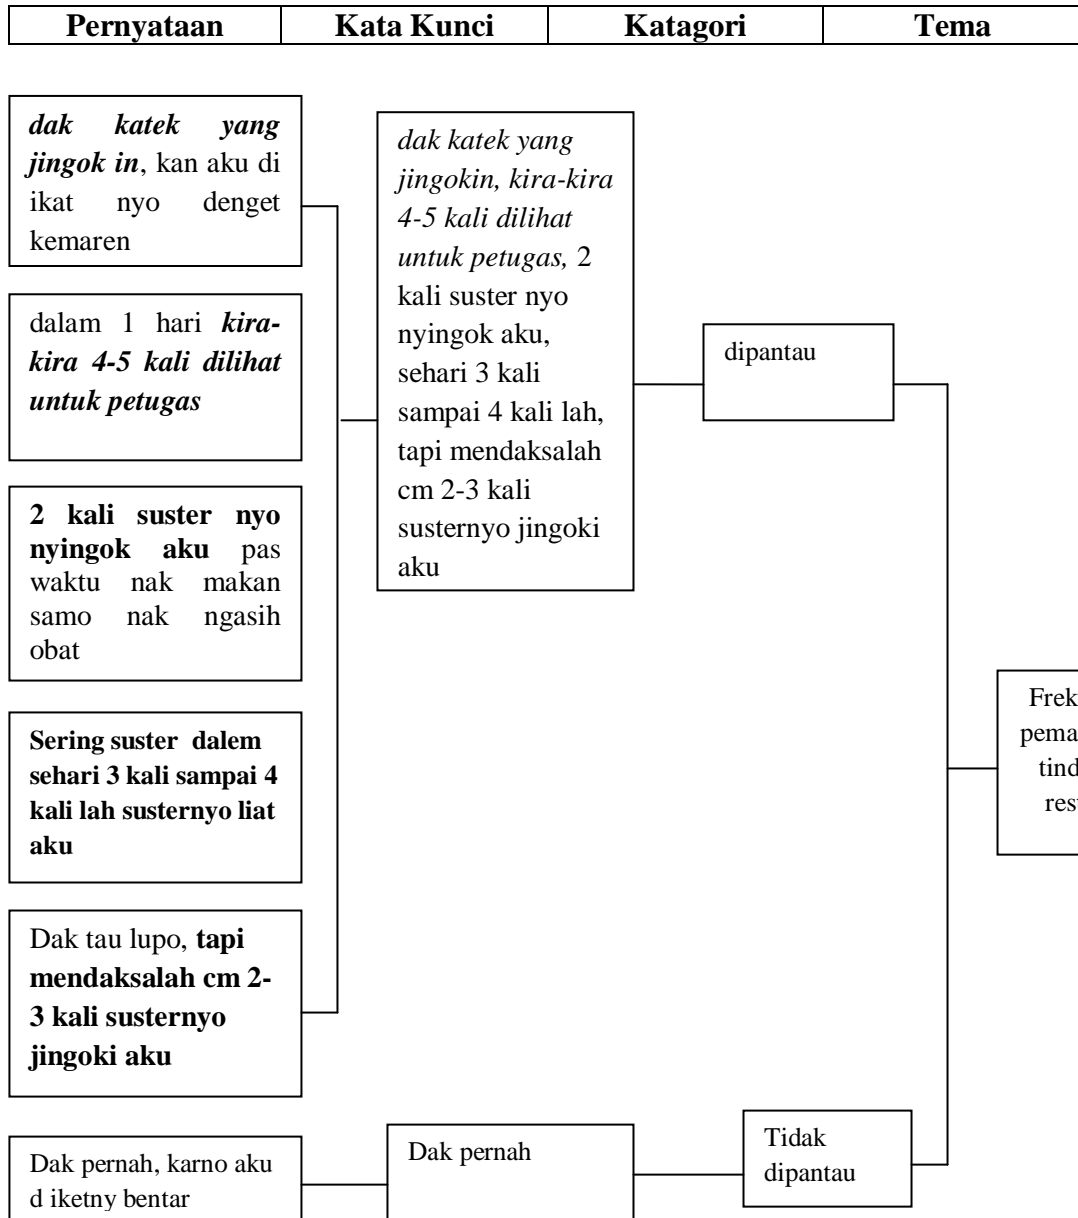 Pernyataan Kata Kunci Katagori Tema
dak katek yang
jingok in, kan aku di
ikat nyo denget
kemaren
dalam 1 hari kira-
kira 4-5 kali dilihat
untuk petugas
2 kali suster nyo
nyingok aku pas
waktu nak makan
samo nak ngasih
obat
Sering suster dalem
sehari 3 kali sampai 4
kali lah susternyo liat
aku
Dak tau lupo, tapi
mendaksalah cm 2-
3 kali susternyo
jingoki aku
Dak pernah, karno aku
d iketny bentar
dak katek yang
jingokin, kira-kira
4-5 kali dilihat
untuk petugas, 2
kali suster nyo
nyingok aku,
sehari 3 kali
sampai 4 kali lah,
tapi mendaksalah
cm 2-3 kali
susternyo jingoki
aku
Dak pernah
dipantau
Tidak
dipantau
Frek
pema
tind
res